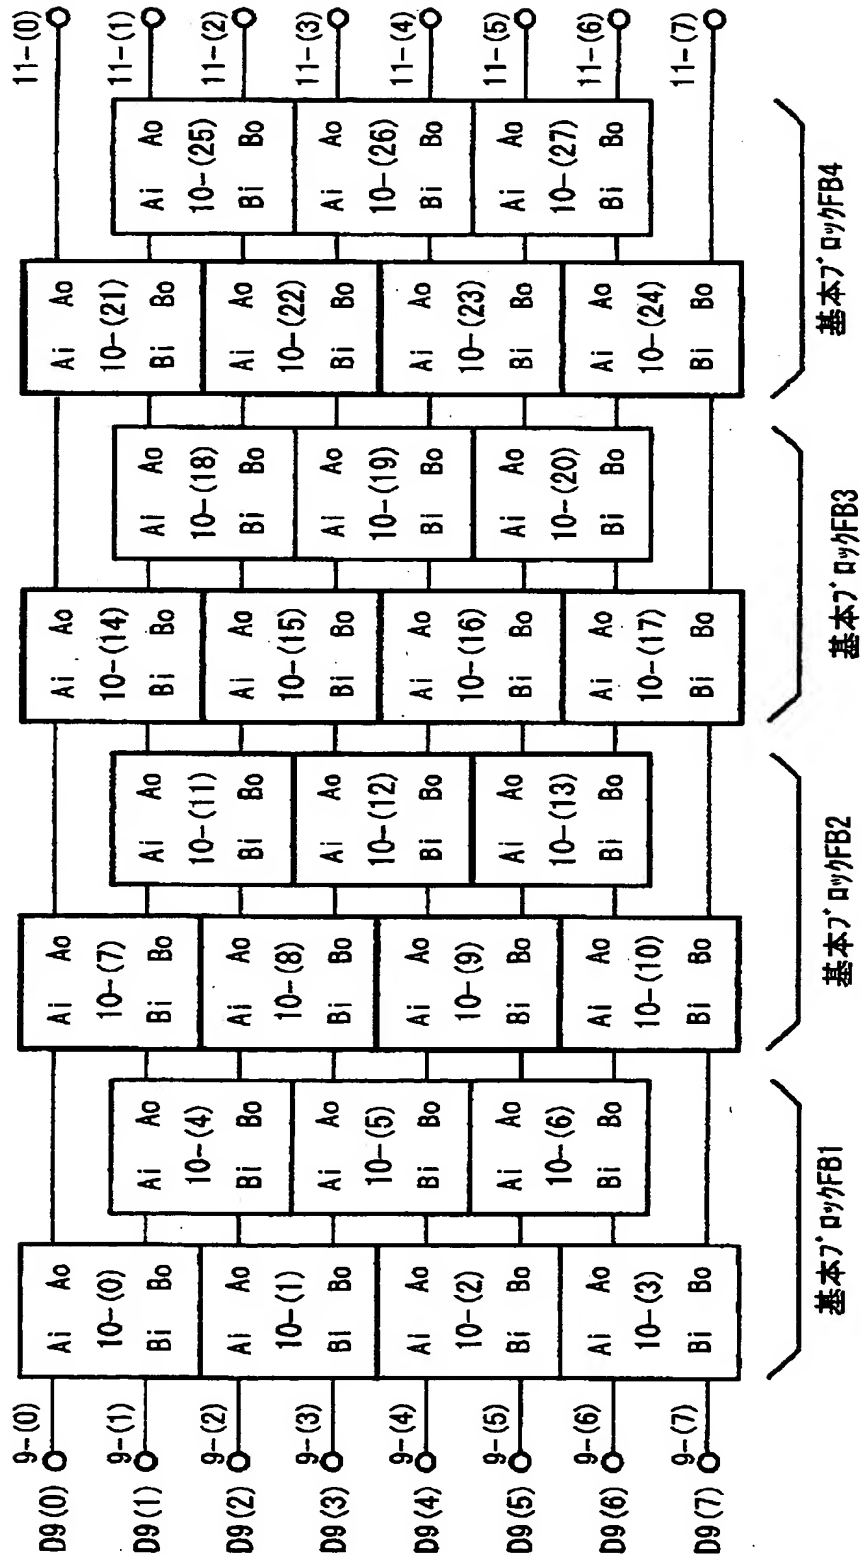 9-(0)
D9(0)
9-(1)
D9(1)
9-(2)
D9(2)
9-(3)
D9(3)
9-(4)
D9(4)
9-(5)
D9(5)
9-(6)
D9(6)
9-(7)
D9(7)
Ai Ao
10-(0)
Bi Bo
Ai Ao
10-(1)
Bi Bo
Ai Ao
10-(2)
Bi Bo
Ai Ao
10-(3)
Bi Bo
Ai Ao
10-(4)
Bi Bo
Ai Ao
10-(5)
Bi Bo
Ai Ao
10-(6)
Bi Bo
基本ﾌﾞﾛｯｸFB1
Ai Ao
10-(7)
Bi Bo
Ai Ao
10-(8)
Bi Bo
Ai Ao
10-(9)
Bi Bo
Ai Ao
10-(10)
Bi Bo
Ai Ao
10-(11)
Bi Bo
Ai Ao
10-(12)
Bi Bo
Ai Ao
10-(13)
Bi Bo
基本ﾌﾞﾛｯｸFB2
Ai Ao
10-(14)
Bi Bo
Ai Ao
10-(15)
Bi Bo
Ai Ao
10-(16)
Bi Bo
Ai Ao
10-(17)
Bi Bo
Ai Ao
10-(18)
Bi Bo
Ai Ao
10-(19)
Bi Bo
Ai Ao
10-(20)
Bi Bo
基本ﾌﾞﾛｯｸFB3
Ai Ao
10-(21)
Bi Bo
Ai Ao
10-(22)
Bi Bo
Ai Ao
10-(23)
Bi Bo
Ai Ao
10-(24)
Bi Bo
Ai Ao
10-(25)
Bi Bo
Ai Ao
10-(26)
Bi Bo
Ai Ao
10-(27)
Bi Bo
基本ﾌﾞﾛｯｸFB4
11-(0)
11-(1)
11-(2)
11-(3)
11-(4)
11-(5)
11-(6)
11-(7)